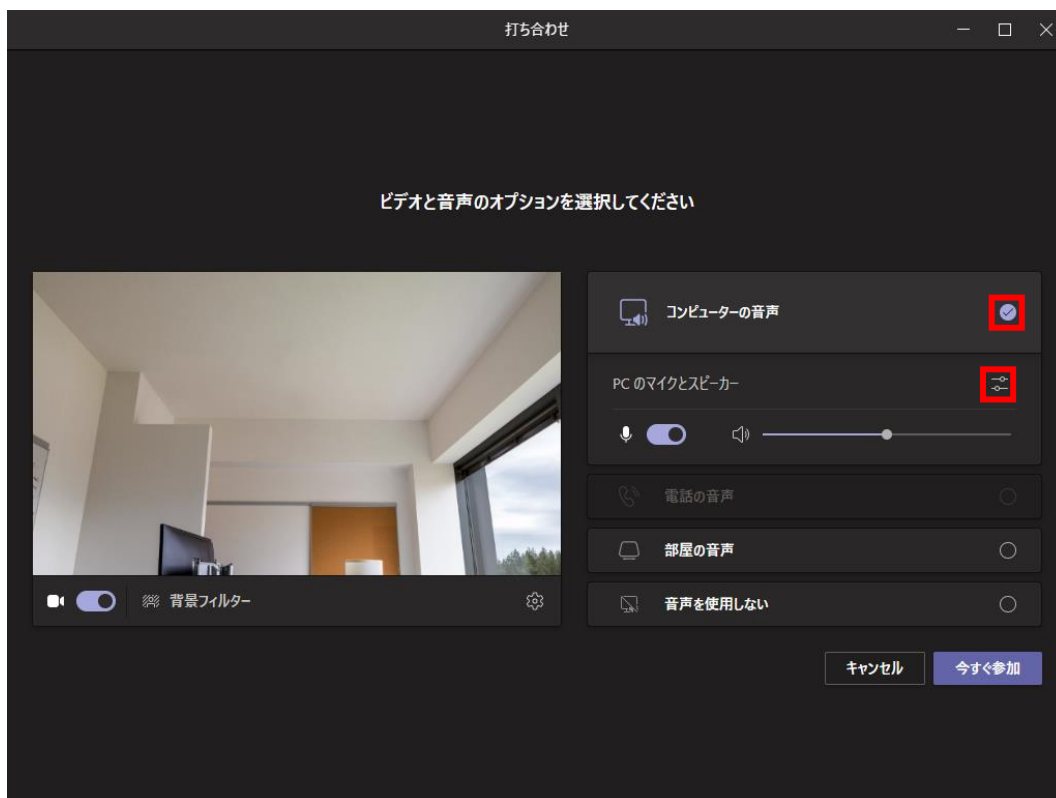 打ち合わせ
ビデオと音声のオプションを選択してください
コンピューターの音声
PC のマイクとスピーカー
電話の音声
部屋の音声
背景フィルター
音声を使用しない
キャンセル
今すぐ参加